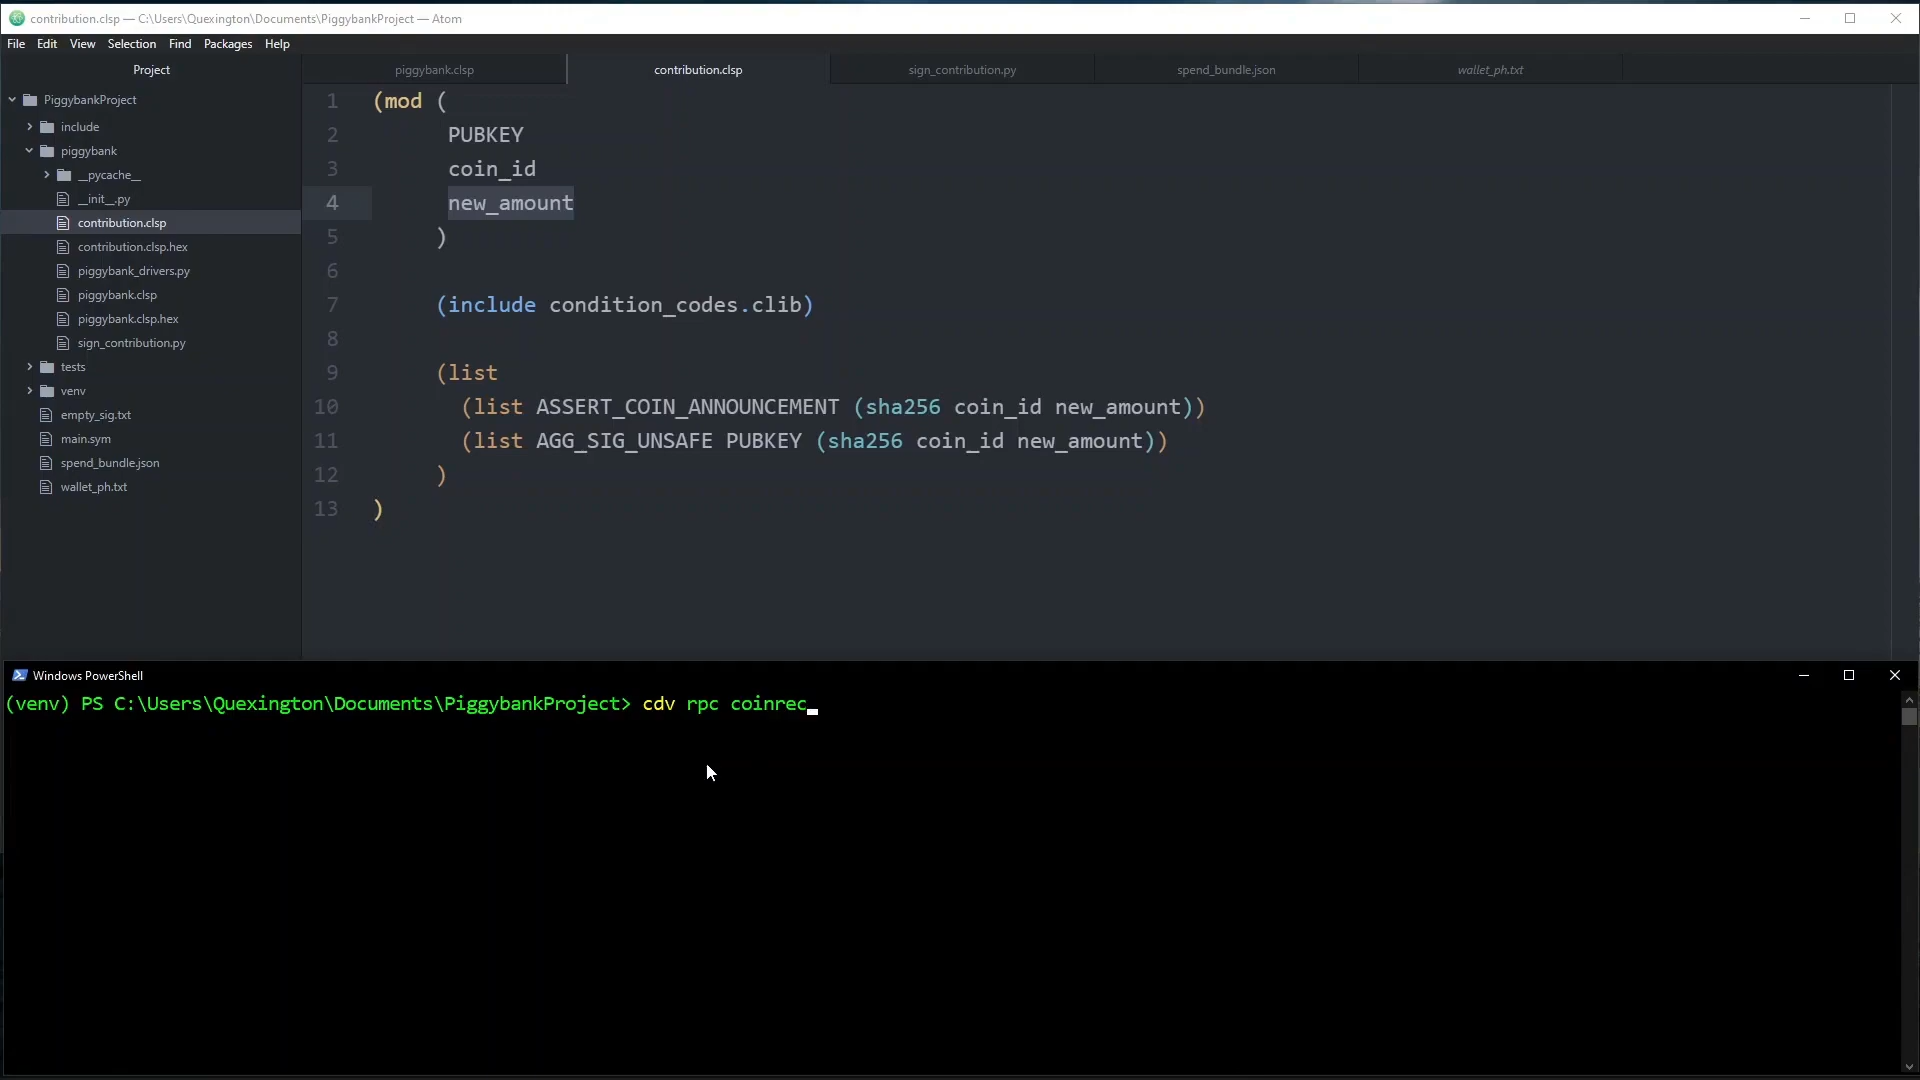 contribution.clsp — C:\Users\Quexington\Documents\PiggybankProject — Atom
File Edit View Selection Find Packages Help
Project
PiggybankProject
include
piggybank
__pycache__
__init__.py
contribution.clsp
contribution.clsp.hex
piggybank_drivers.py
piggybank.clsp
piggybank.clsp.hex
sign_contribution.py
tests
venv
empty_sig.txt
main.sym
spend_bundle.json
wallet_ph.txt
piggybank.clsp contribution.clsp sign_contribution.py spend_bundle.json wallet_ph.txt
1 (mod (
2 PUBKEY
3 coin_id
4 new_amount
5 )
6
7 (include condition_codes.clib)
8
9 (list
10 (list ASSERT_COIN_ANNOUNCEMENT (sha256 coin_id new_amount))
11 (list AGG_SIG_UNSAFE PUBKEY (sha256 coin_id new_amount))
12 )
13 )
Windows PowerShell
(venv) PS C:\Users\Quexington\Documents\PiggybankProject> cdv rpc coinrec